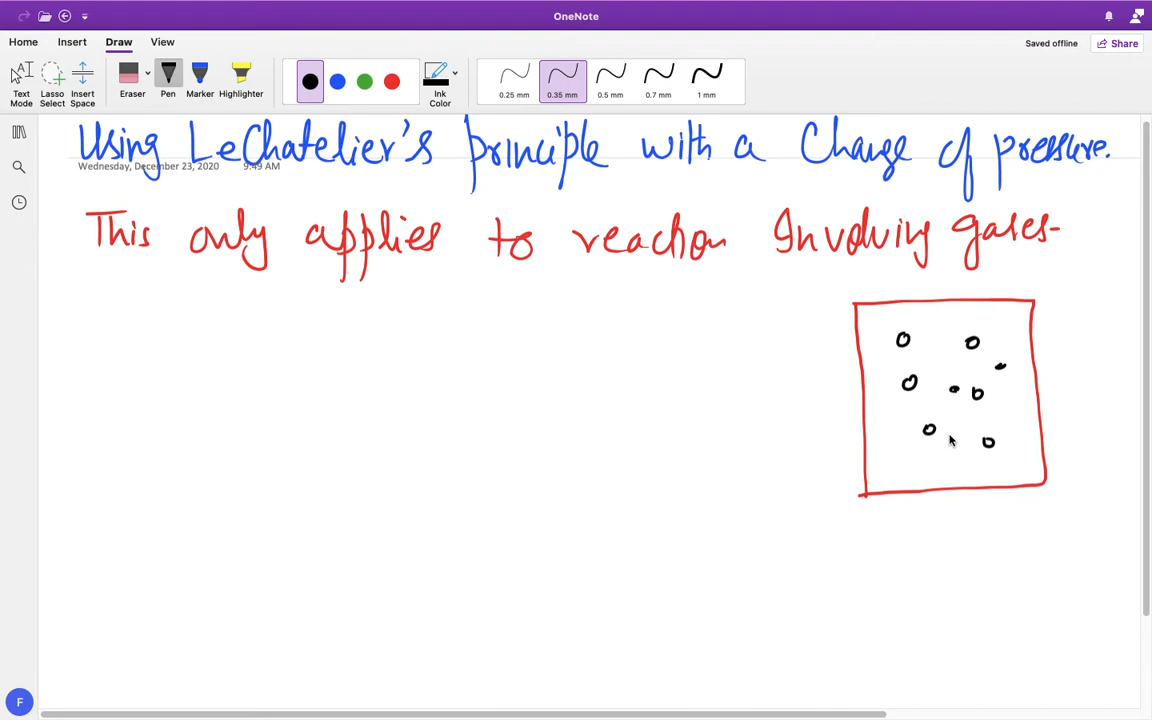 OneNote
Home Insert Draw View
Saved offline Share
Text Mode
Lasso Select
Insert Space
Eraser
Pen
Marker
Highlighter
Ink Color
0.25 mm
0.35 mm
0.5 mm
0.7 mm
1 mm
Using LeChatelier's principle with a Change of pressure.
Wednesday, December 23, 2020 9:49 AM
This only applies to reaction Involving gases-
F